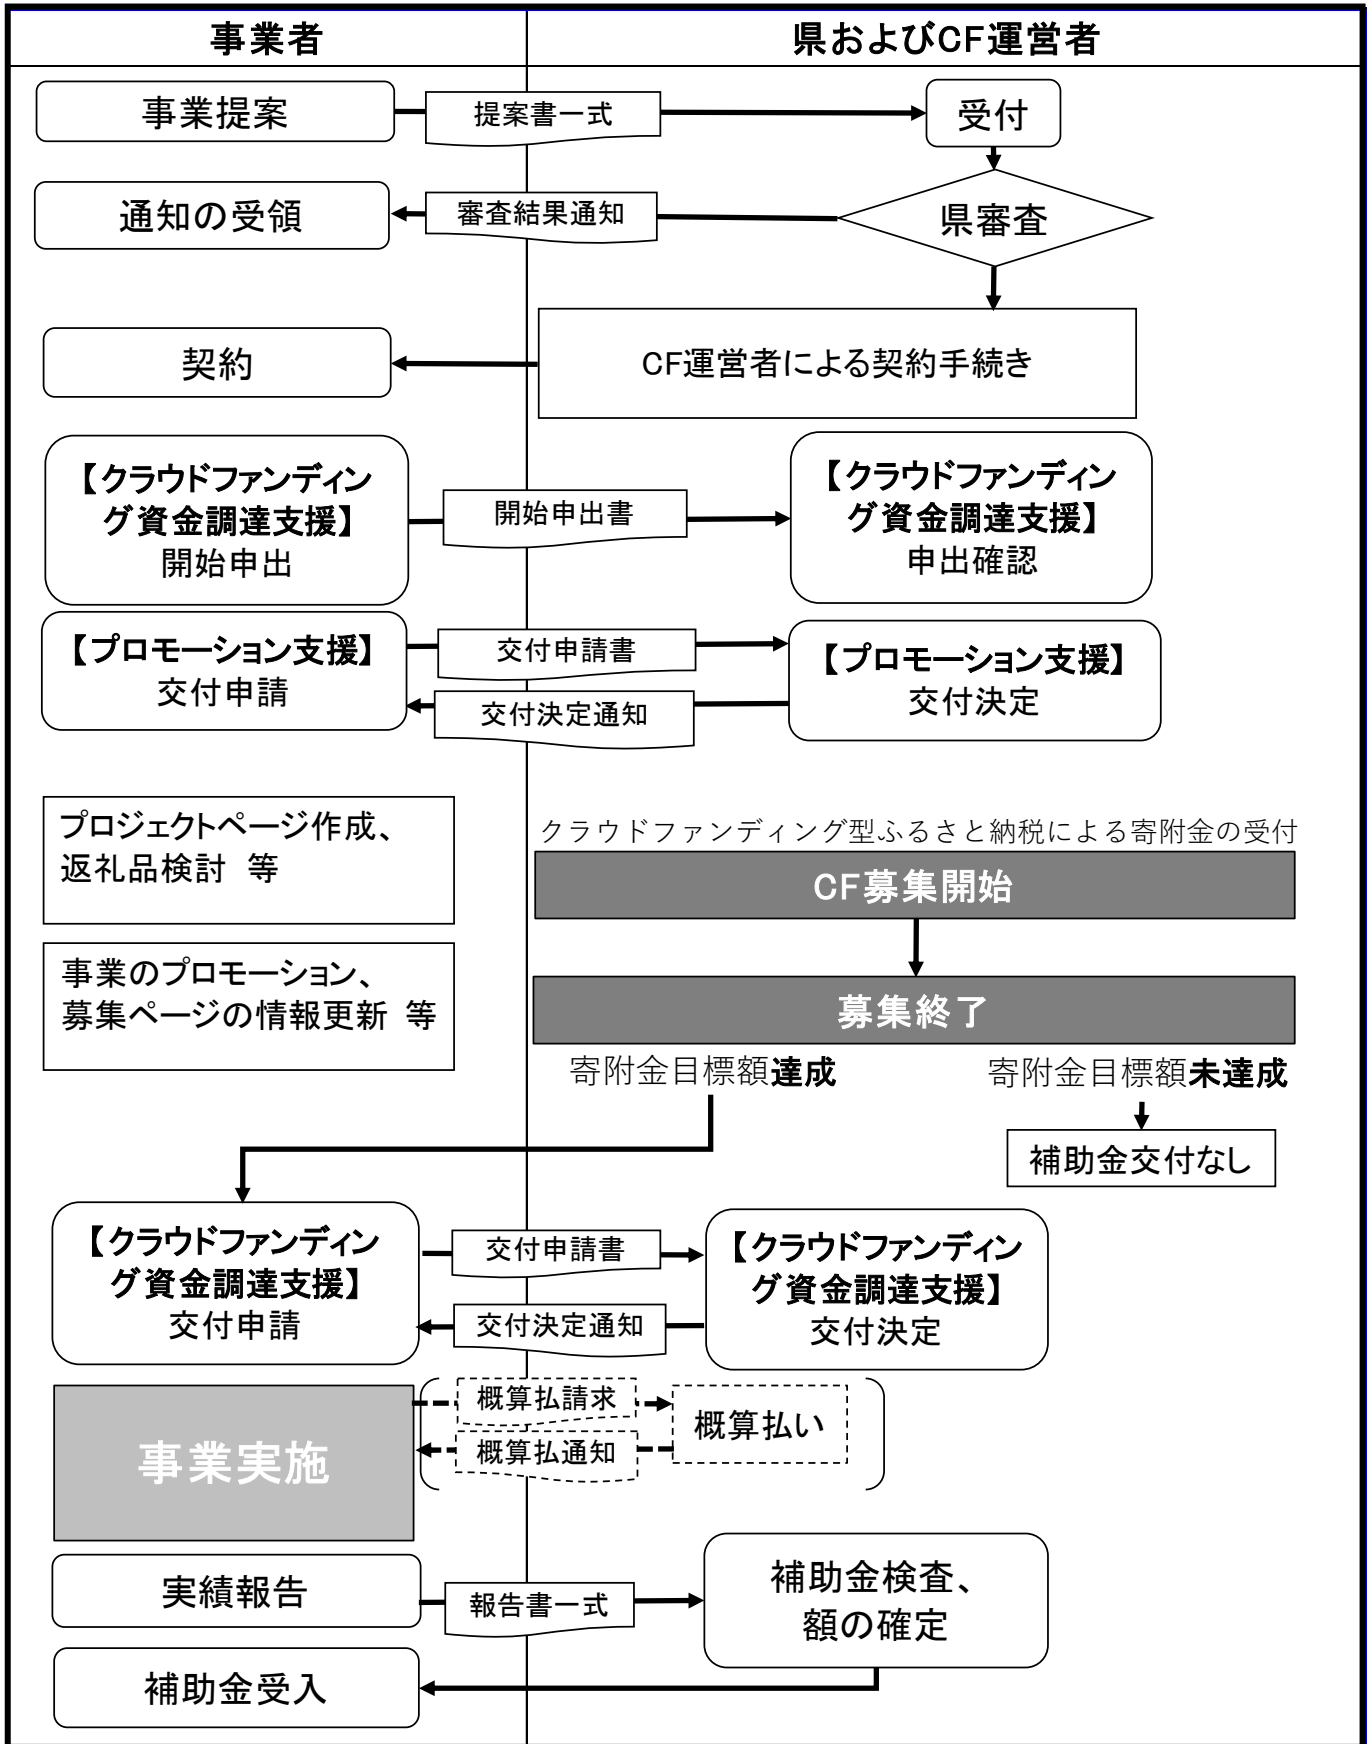 事業者
県およびCF運営者
事業提案
提案書一式
受付
通知の受領
審査結果通知
県審査
契約
CF運営者による契約手続き
【クラウドファンディン
グ資金調達支援】
開始申出
開始申出書
【クラウドファンディン
グ資金調達支援】
申出確認
【プロモーション支援】
交付申請
交付申請書
交付決定通知
【プロモーション支援】
交付決定
プロジェクトページ作成、
返礼品検討 等
クラウドファンディング型ふるさと納税による寄附金の受付
CF募集開始
事業のプロモーション、
募集ページの情報更新 等
募集終了
寄附金目標額達成
寄附金目標額未達成
補助金交付なし
【クラウドファンディン
グ資金調達支援】
交付申請
交付申請書
交付決定通知
【クラウドファンディン
グ資金調達支援】
交付決定
事業実施
概算払請求
概算払通知
概算払い
実績報告
報告書一式
補助金検査、
額の確定
補助金受入